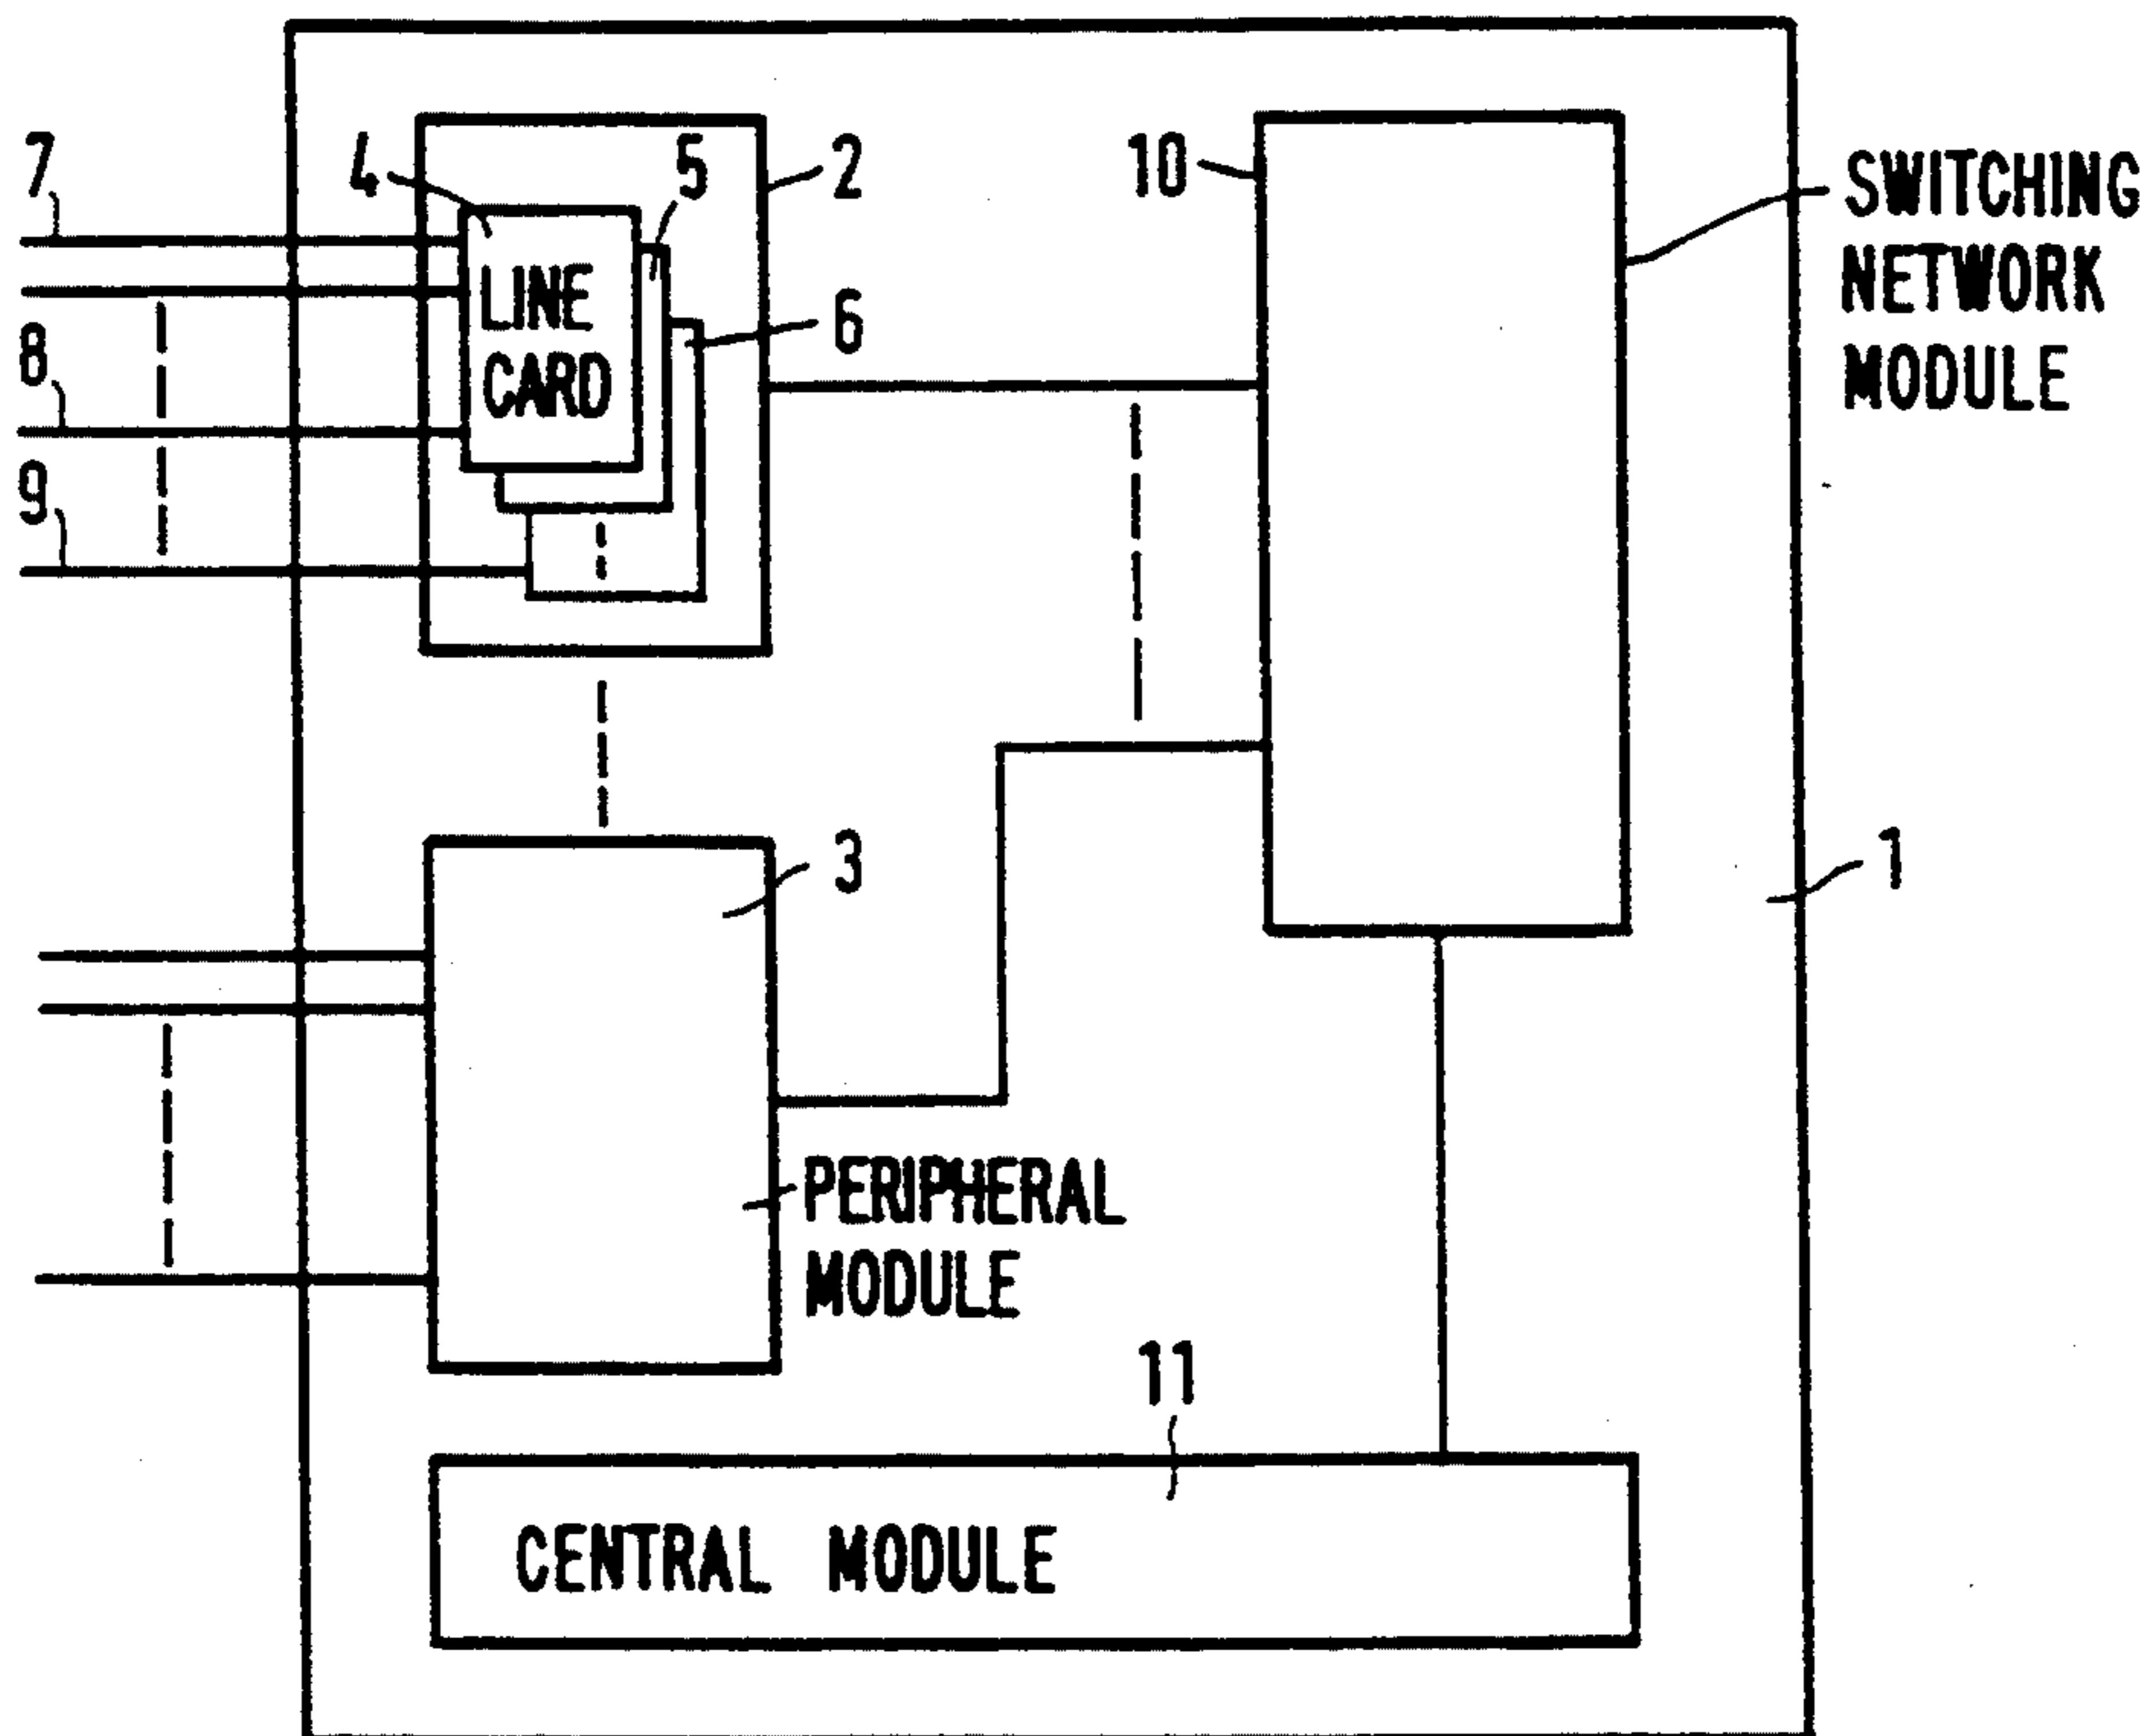 7
4
5
2
10
SWITCHING
NETWORK
MODULE
LINE
CARD
6
8
9
3
1
PERIPHERAL
MODULE
11
CENTRAL MODULE